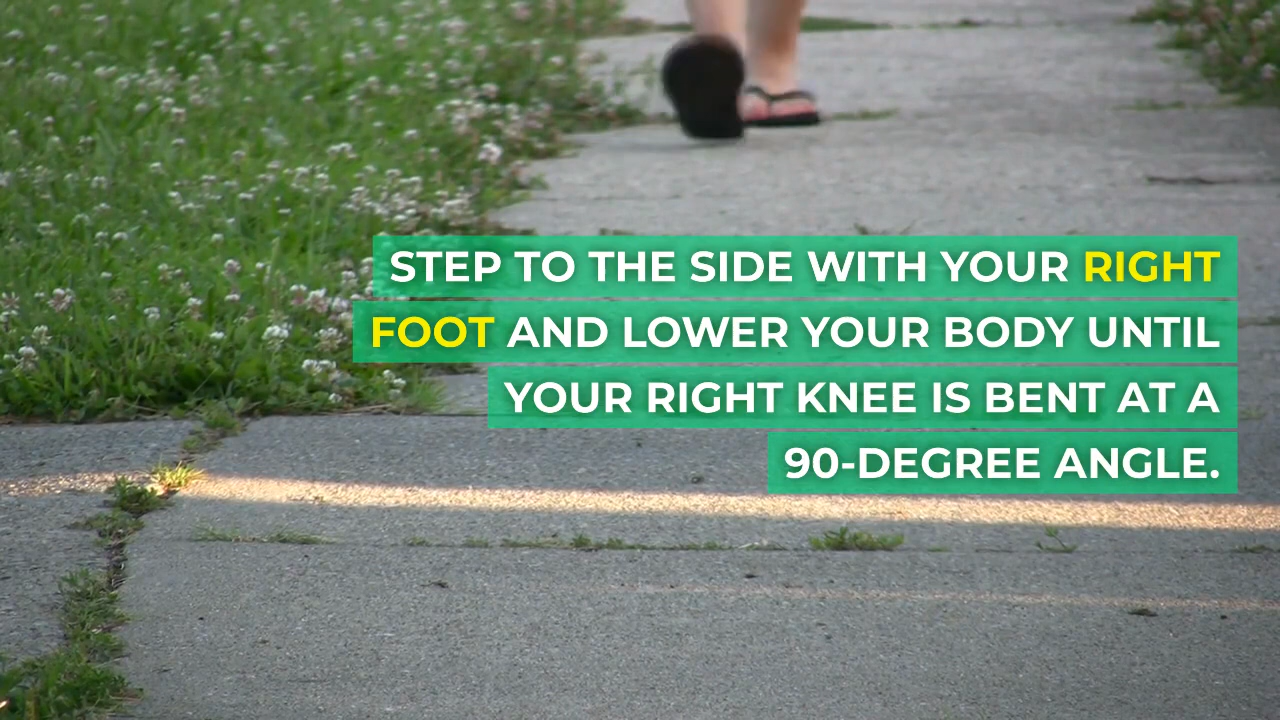 STEP TO THE SIDE WITH YOUR RIGHT
FOOT AND LOWER YOUR BODY UNTIL
YOUR RIGHT KNEE IS BENT AT A
90-DEGREE ANGLE.